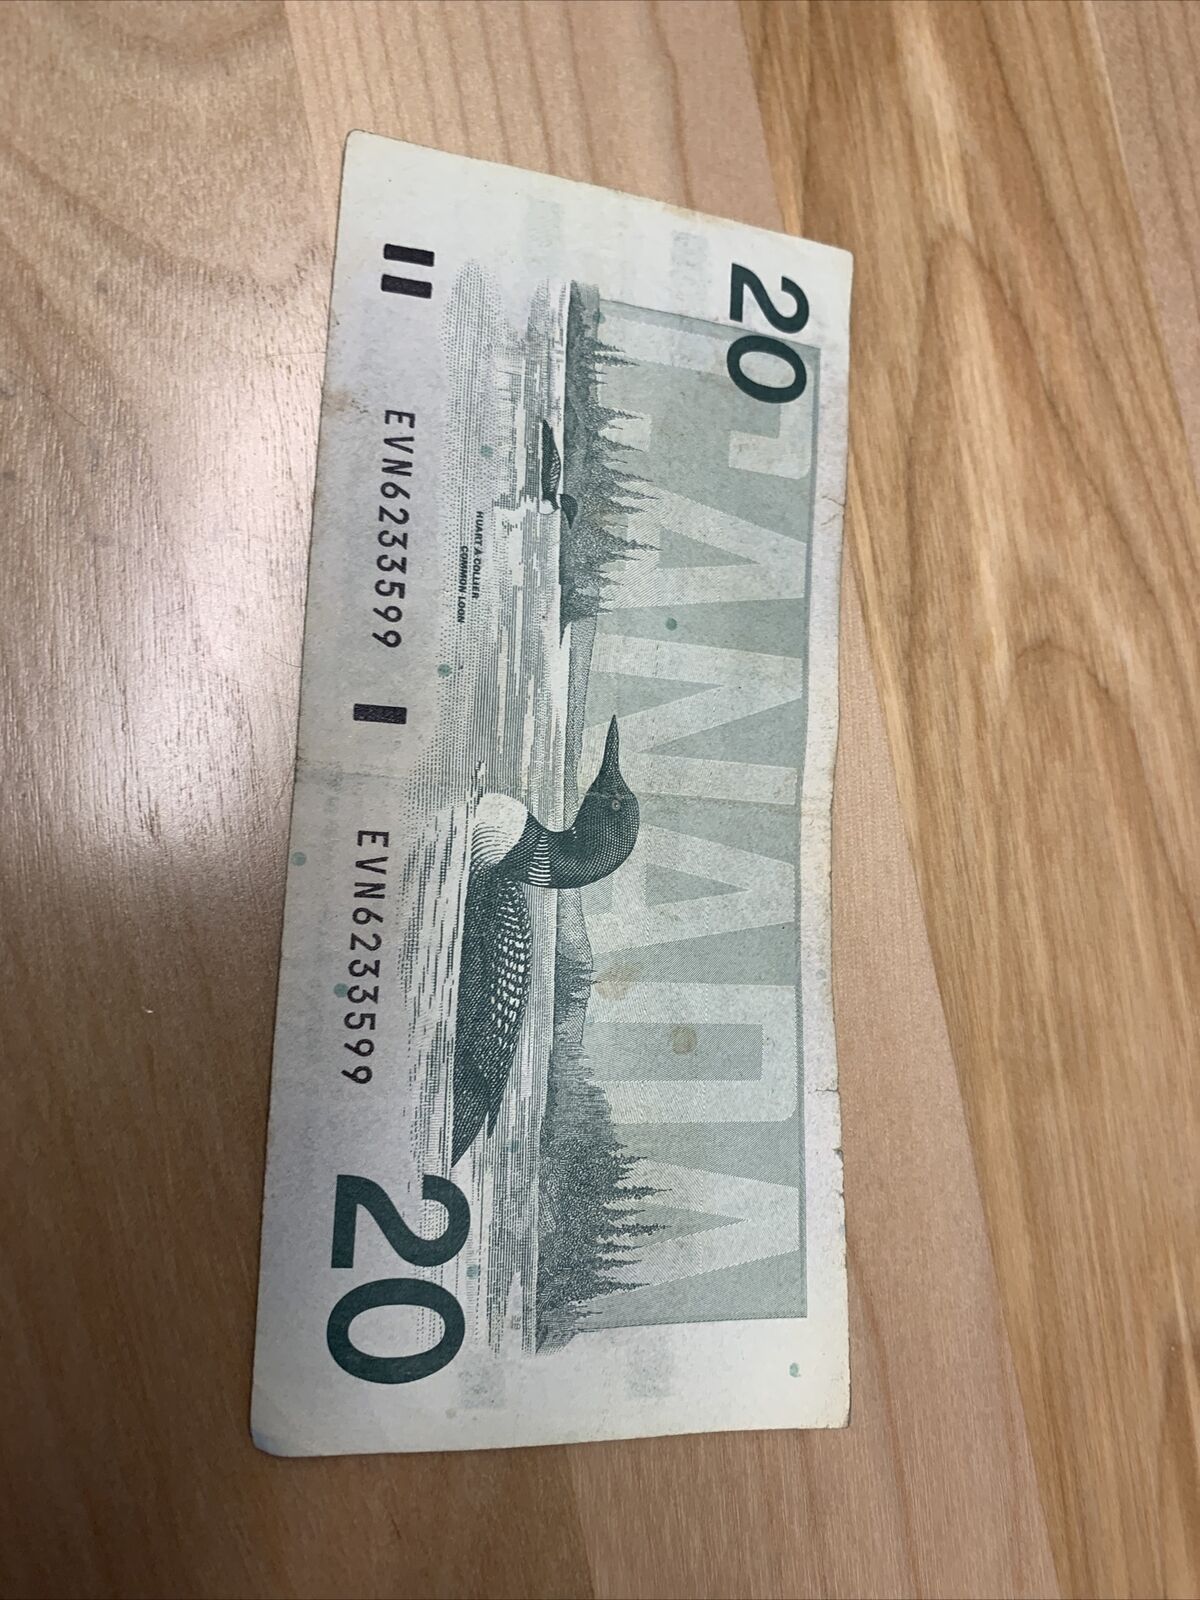 20
CANADA
HUART À COLLIER
COMMON LOON
EVN6233599
EVN6233599
20